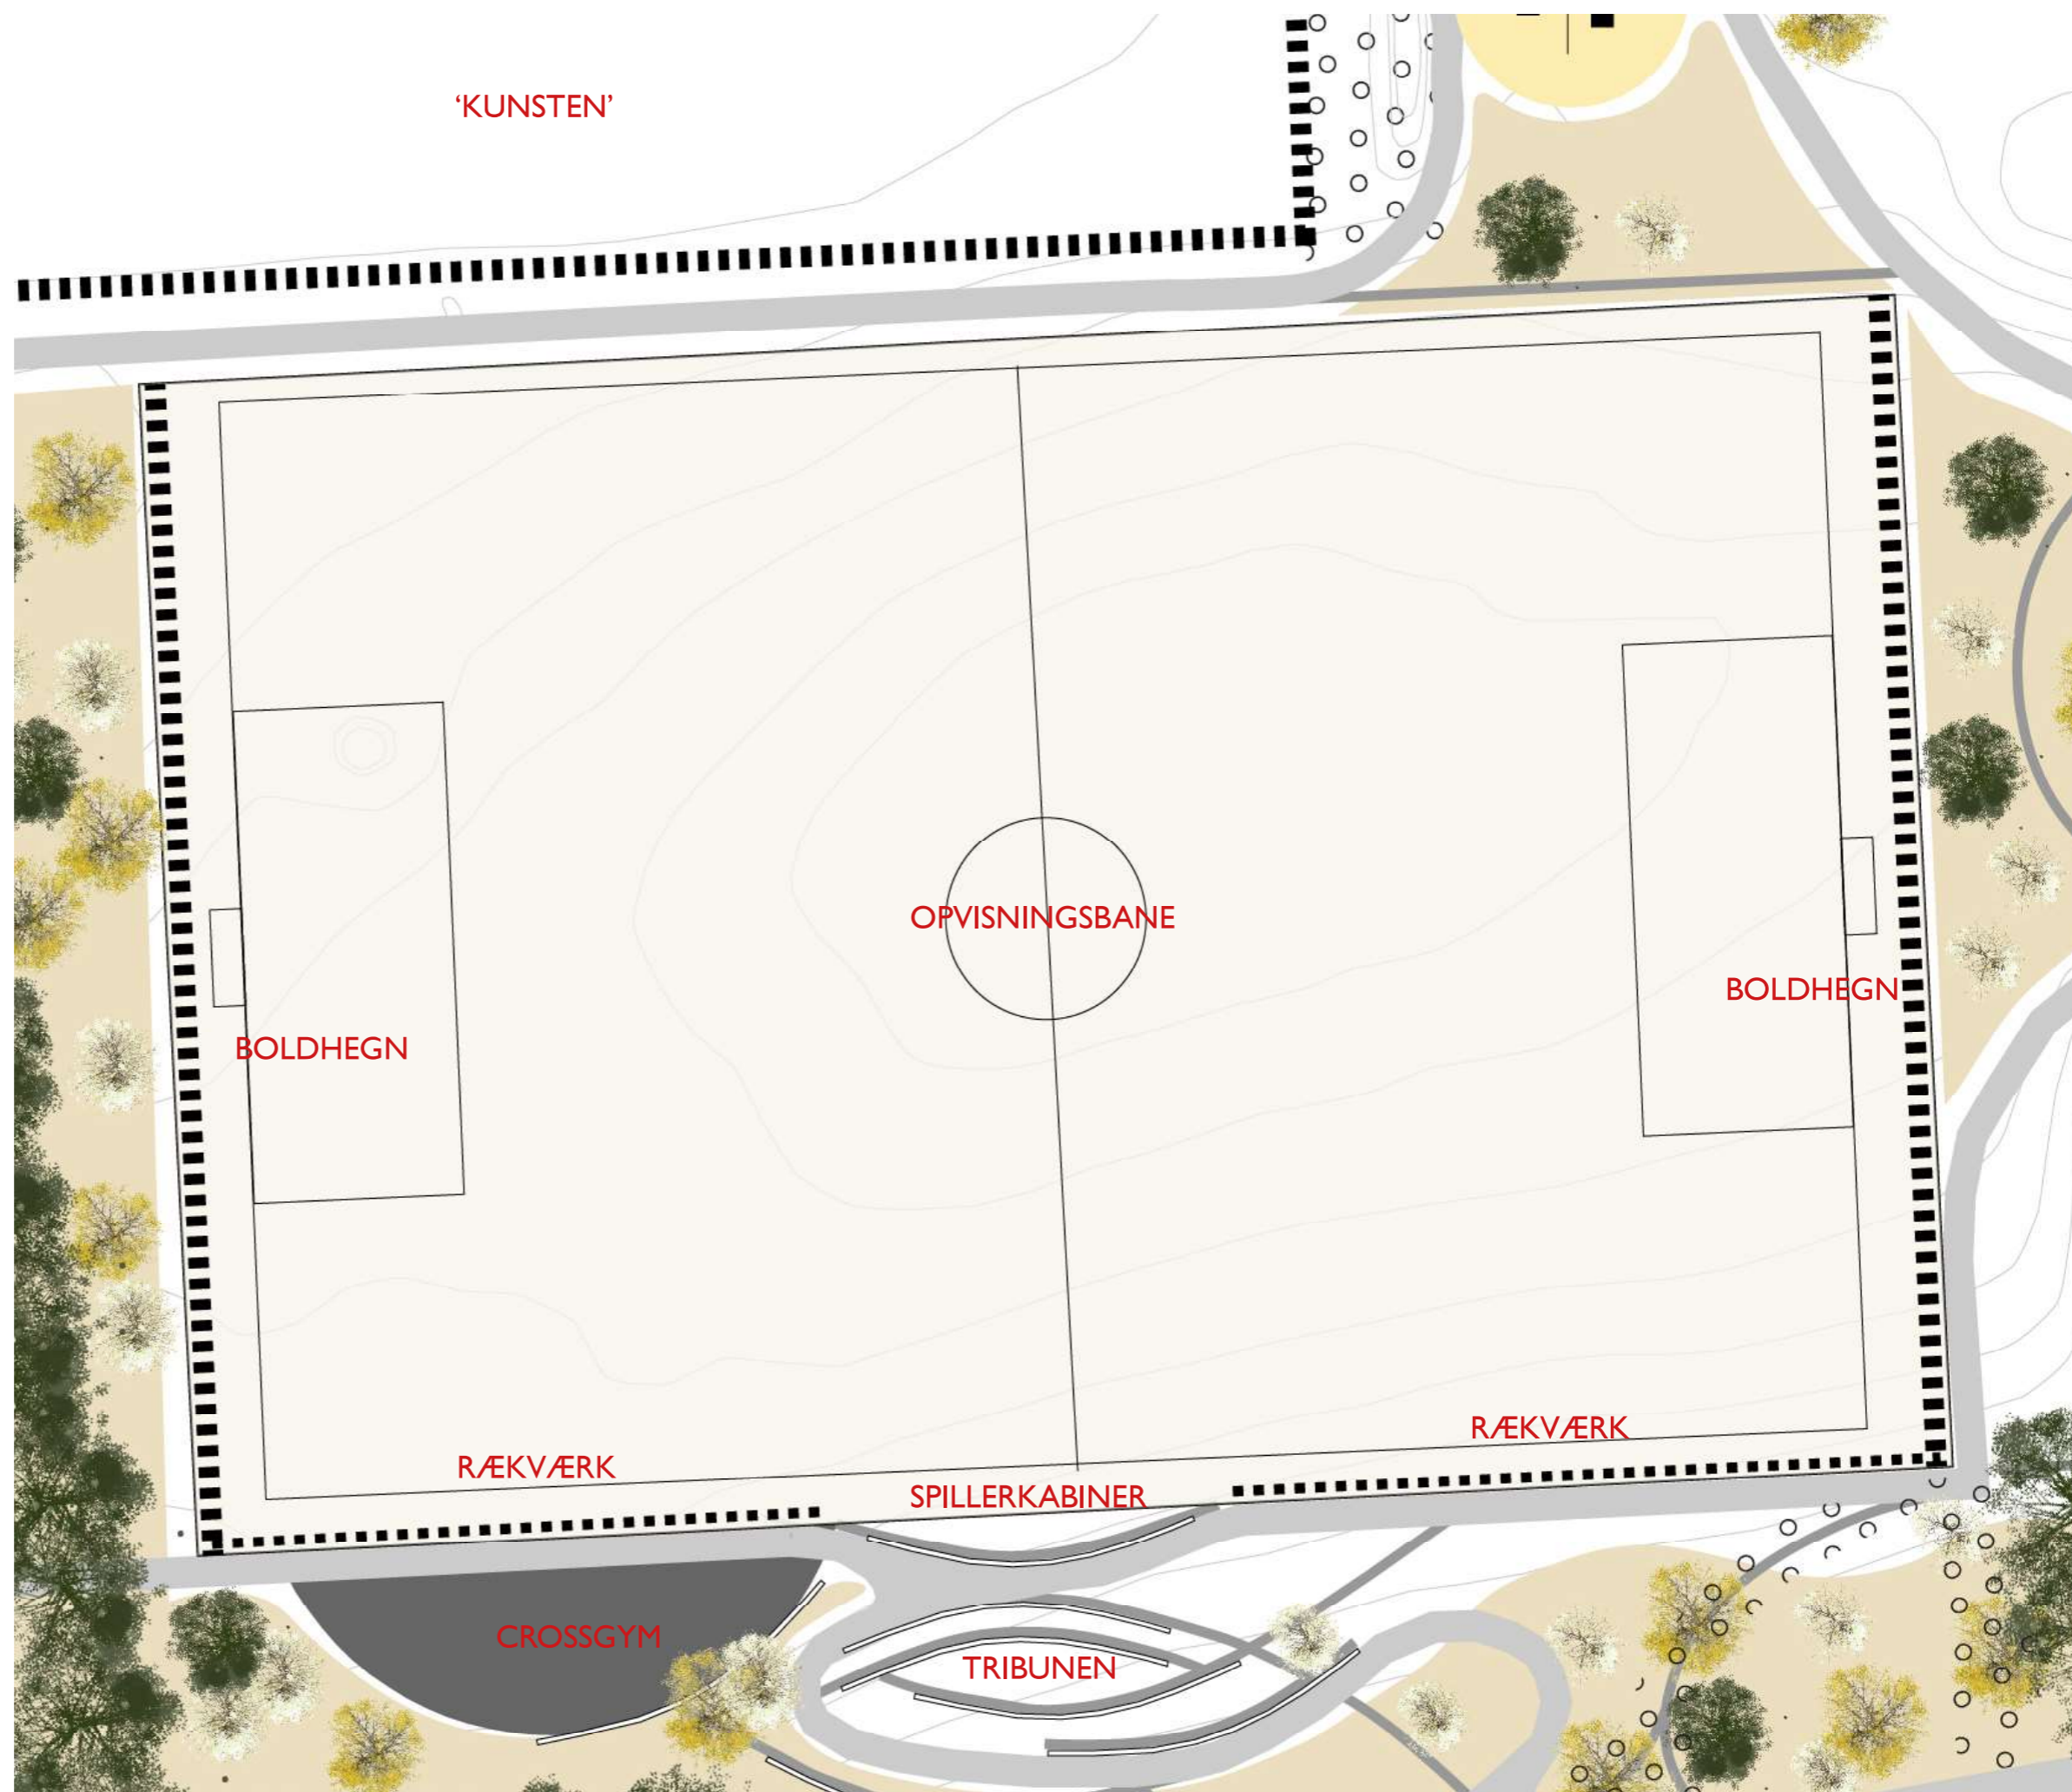 ‘KUNSTEN’
OPVISNINGSBANE
BOLDHEGN
BOLDHEGN
RÆKVÆRK
RÆKVÆRK
SPILLERKABINER
CROSSGYM
TRIBUNEN